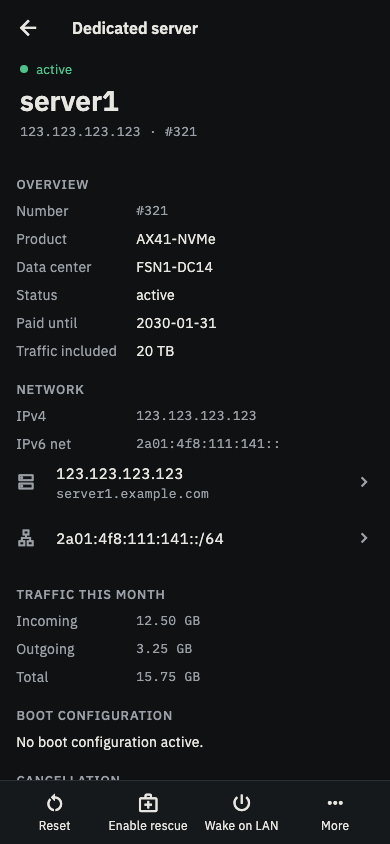 Dedicated server
active
server1
123.123.123.123 · #321
OVERVIEW
Number #321
Product AX41-NVMe
Data center FSN1-DC14
Status active
Paid until 2030-01-31
Traffic included 20 TB
NETWORK
IPv4 123.123.123.123
IPv6 net 2a01:4f8:111:141::
123.123.123.123
server1.example.com
2a01:4f8:111:141::/64
TRAFFIC THIS MONTH
Incoming 12.50 GB
Outgoing 3.25 GB
Total 15.75 GB
BOOT CONFIGURATION
No boot configuration active.
CANCELLATION
Reset Enable rescue Wake on LAN More